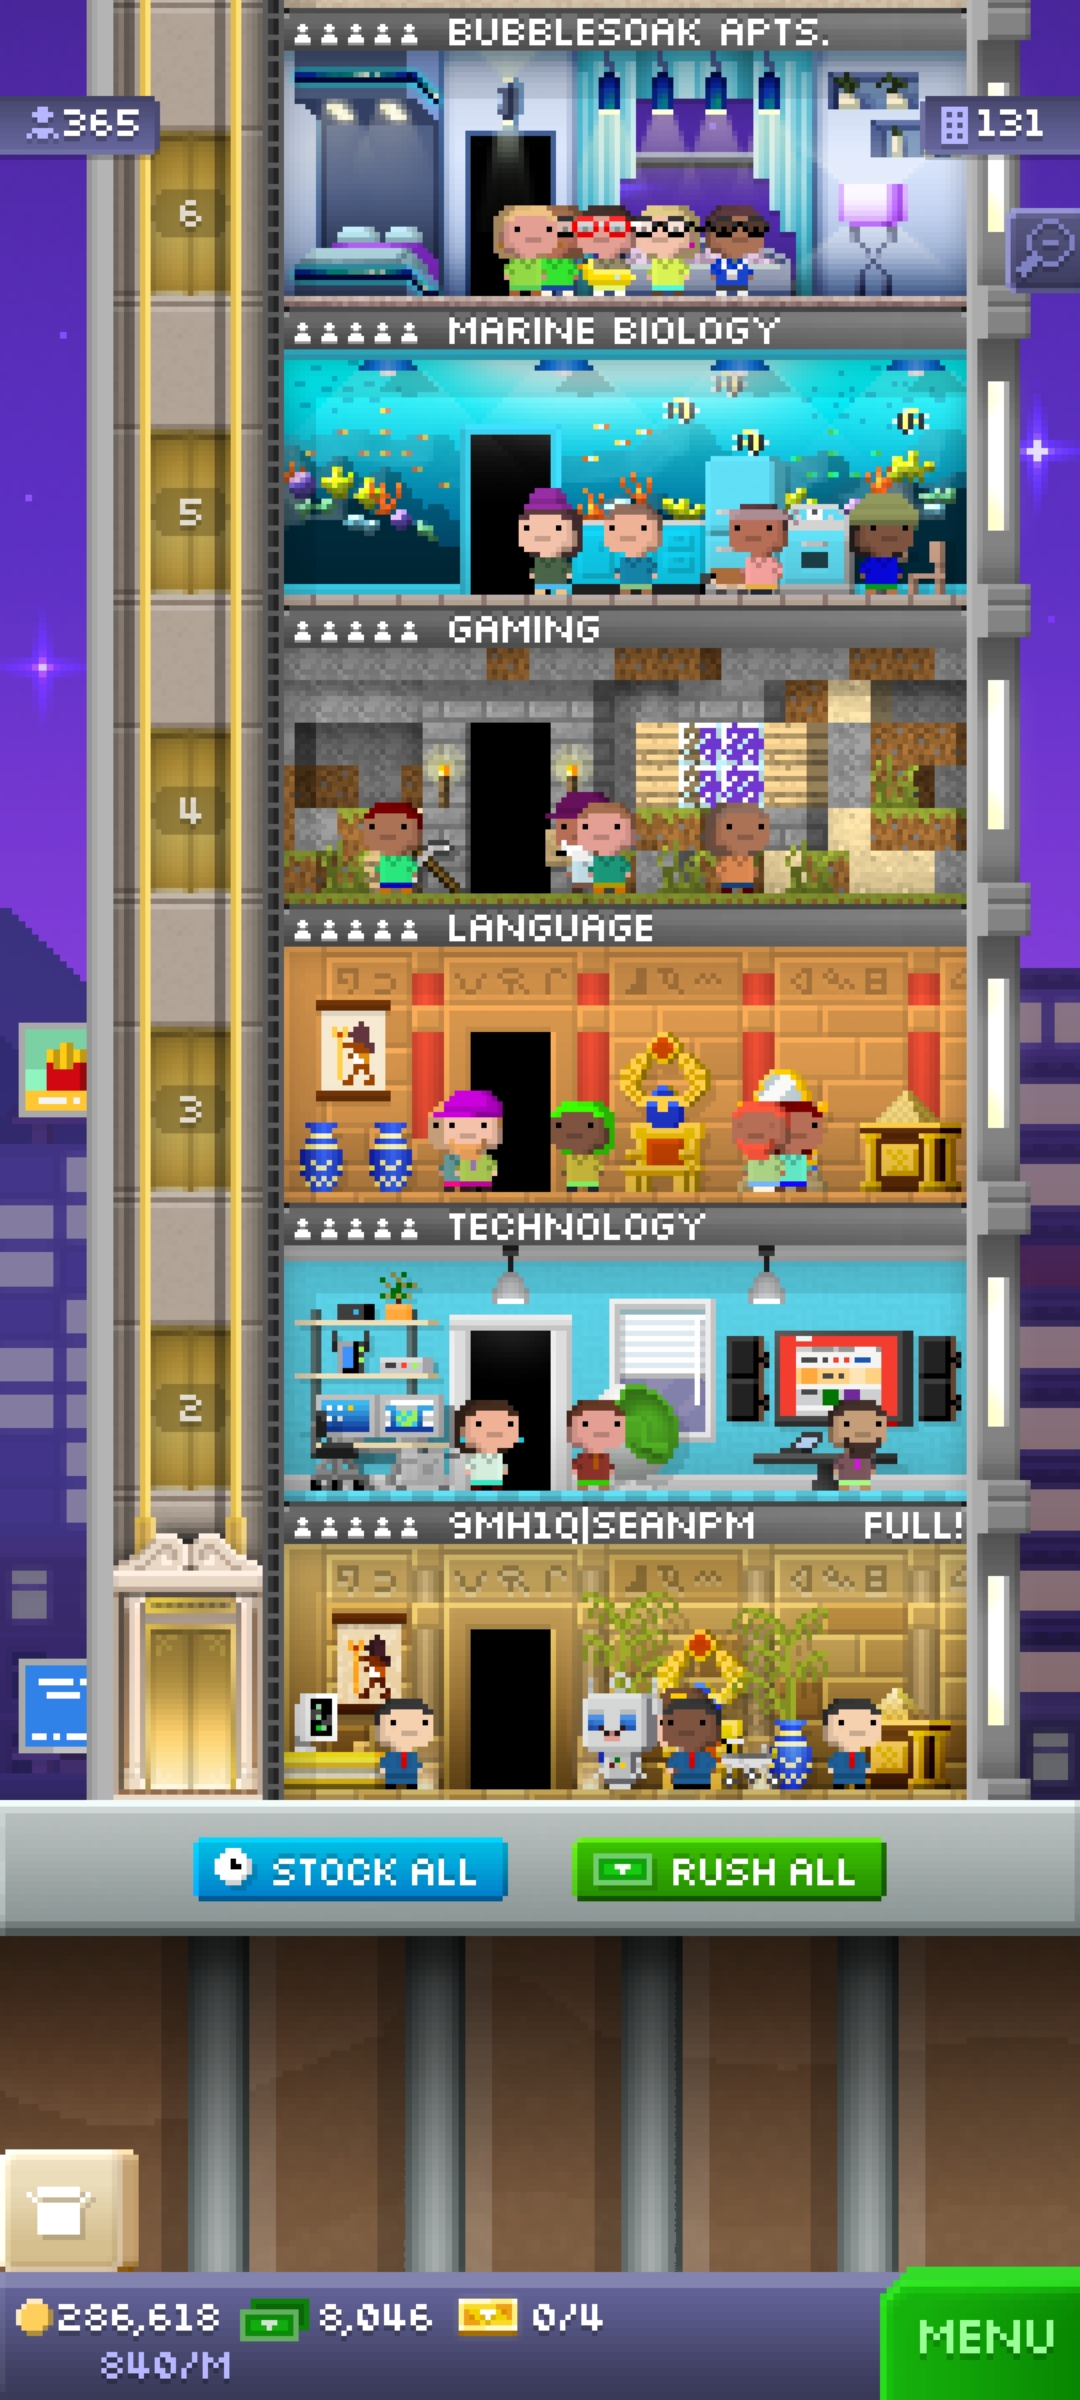 BUBBLESOAK APTS.
365
131
6
MARINE BIOLOGY
5
GAMING
4
LANGUAGE
3
TECHNOLOGY
2
9MH1Q|SEANPM FULL!
STOCK ALL
RUSH ALL
286,618 8,046 0/4
840/M
MENU